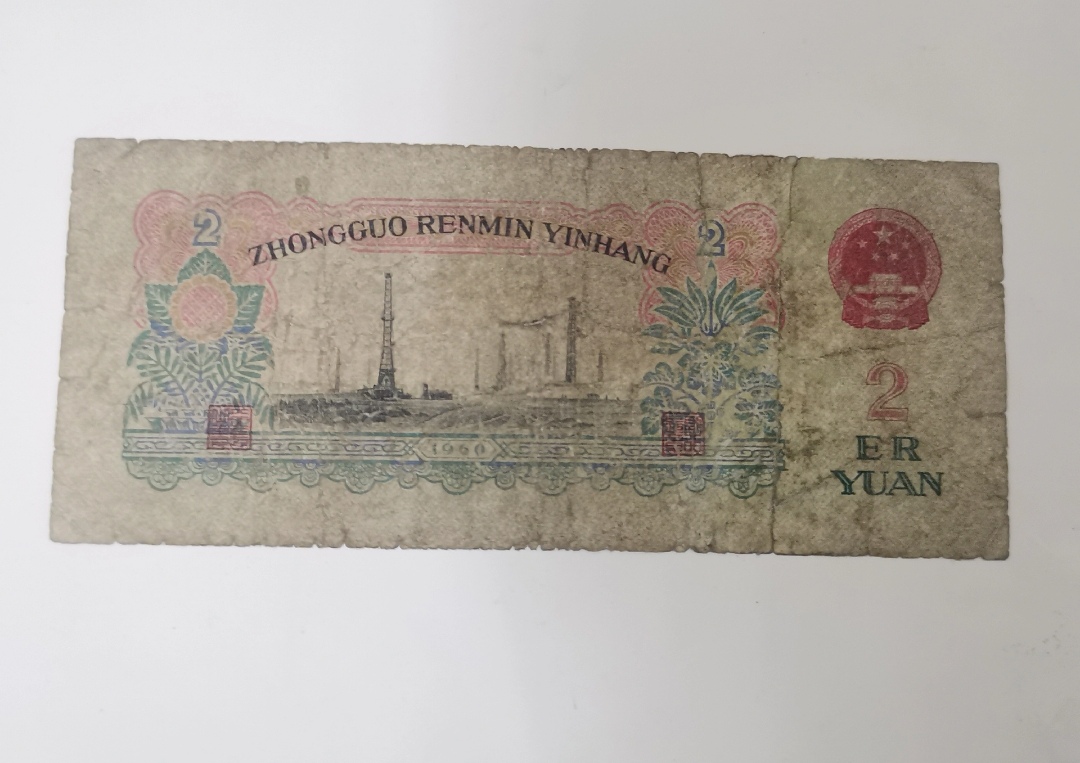 ZHONGGUO RENMIN YINHANG
2
2
1960
2
ER
YUAN